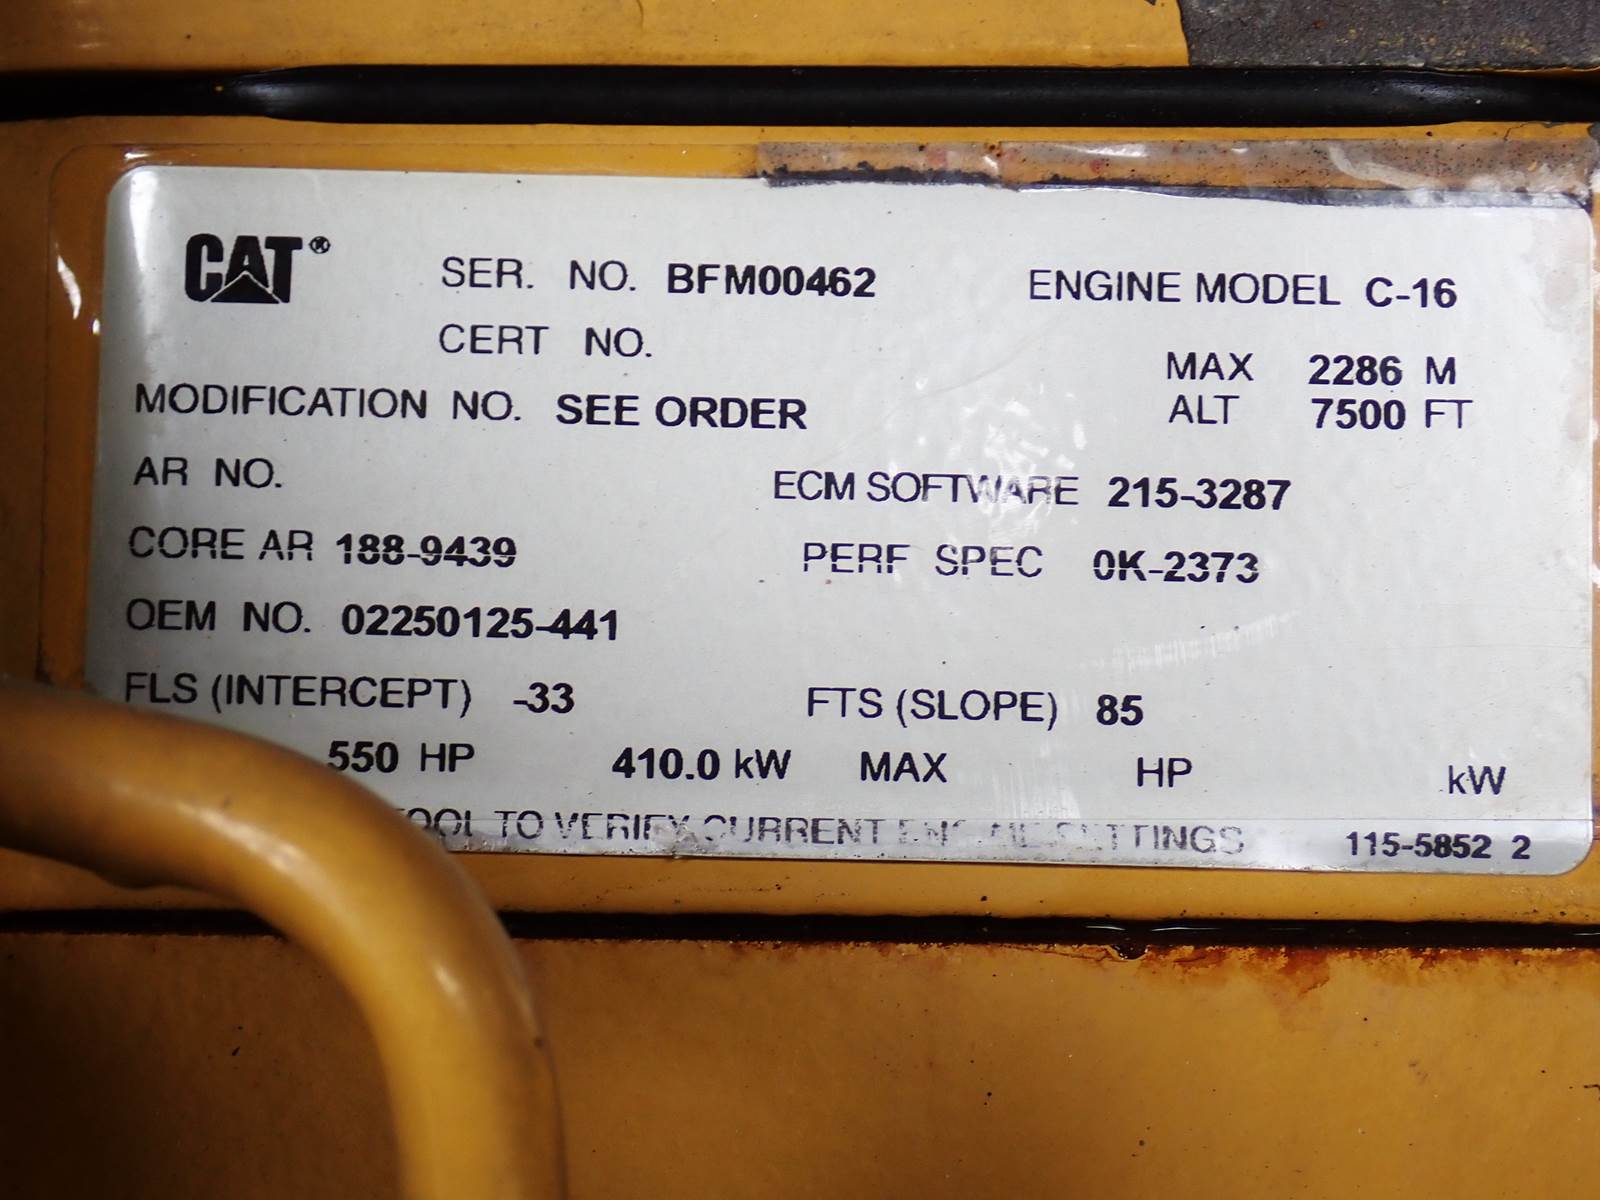 CAT® SER. NO. BFM00462 ENGINE MODEL C-16
CERT NO.
MAX 2286 M
MODIFICATION NO. SEE ORDER ALT 7500 FT
AR NO. ECM SOFTWARE 215-3287
CORE AR 188-9439 PERF SPEC 0K-2373
OEM NO. 02250125-441
FLS (INTERCEPT) -33 FTS (SLOPE) 85
550 HP 410.0 kW MAX HP kW
TO VERIFY CURRENT SETTINGS 115-5852 2